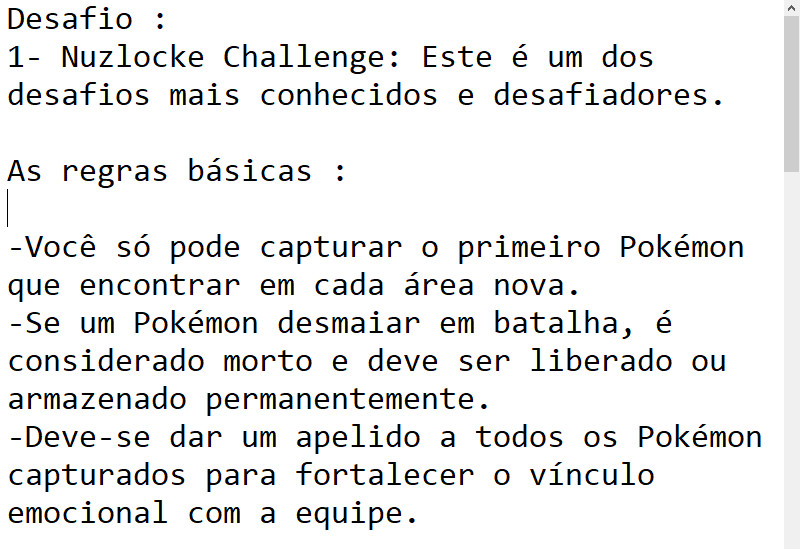 Desafio :
1- Nuzlocke Challenge: Este é um dos
desafios mais conhecidos e desafiadores.
As regras básicas :
-Você só pode capturar o primeiro Pokémon
que encontrar em cada área nova.
-Se um Pokémon desmaiar em batalha, é
considerado morto e deve ser liberado ou
armazenado permanentemente.
-Deve-se dar um apelido a todos os Pokémon
capturados para fortalecer o vínculo
emocional com a equipe.